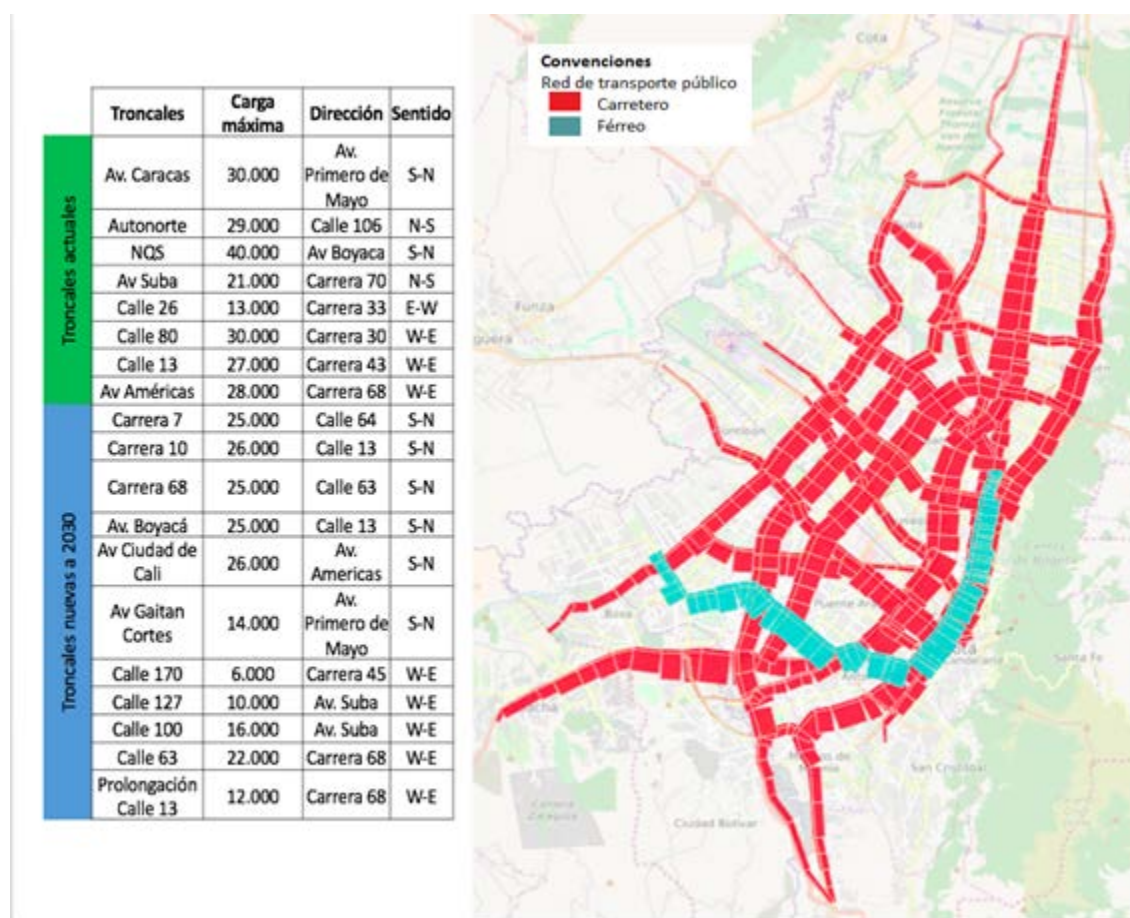 Troncales Carga máxima Dirección Sentido
Troncales actuales
Av. Caracas 30.000 Av. Primero de Mayo S-N
Autonorte 29.000 Calle 106 N-S
NQS 40.000 Av Boyaca S-N
Av Suba 21.000 Carrera 70 N-S
Calle 26 13.000 Carrera 33 E-W
Calle 80 30.000 Carrera 30 W-E
Calle 13 27.000 Carrera 43 W-E
Av Américas 28.000 Carrera 68 W-E
Troncales nuevas a 2030
Carrera 7 25.000 Calle 64 S-N
Carrera 10 26.000 Calle 13 S-N
Carrera 68 25.000 Calle 63 S-N
Av. Boyacá 25.000 Calle 13 S-N
Av Ciudad de Cali 26.000 Av. Americas S-N
Av Gaitan Cortes 14.000 Av. Primero de Mayo S-N
Calle 170 6.000 Carrera 45 W-E
Calle 127 10.000 Av. Suba W-E
Calle 100 16.000 Av. Suba W-E
Calle 63 22.000 Carrera 68 W-E
Prolongación Calle 13 12.000 Carrera 68 W-E
Convenciones
Red de transporte público
Carretero
Férreo
Cota
Funza
Bosa
Santa Fe
San Cristóbal
Ciudad Bolívar